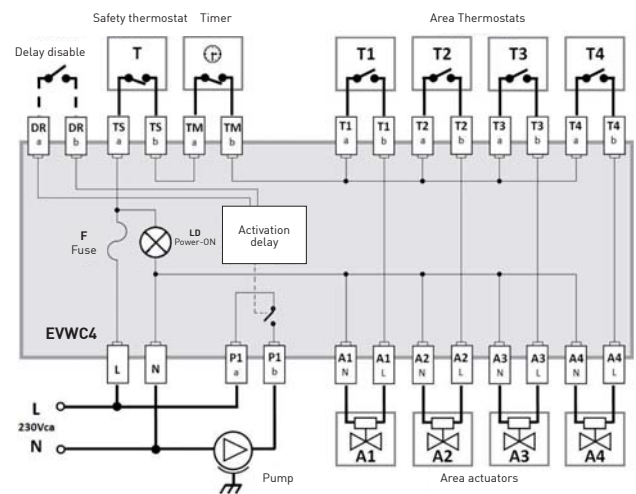 Safety thermostat Timer Area Thermostats
Delay disable
T T1 T2 T3 T4
DR DR TS TS TM TM T1 T1 T2 T2 T3 T3 T4 T4
a b a b a b a b a b a b a b
F
Fuse
LD
Power-ON
Activation
delay
EVWC4
L N P1 P1 A1 A1 A2 A2 A3 A3 A4 A4
a b N L N L N L N L
L
230Vca
N
A1 A2 A3 A4
Pump Area actuators